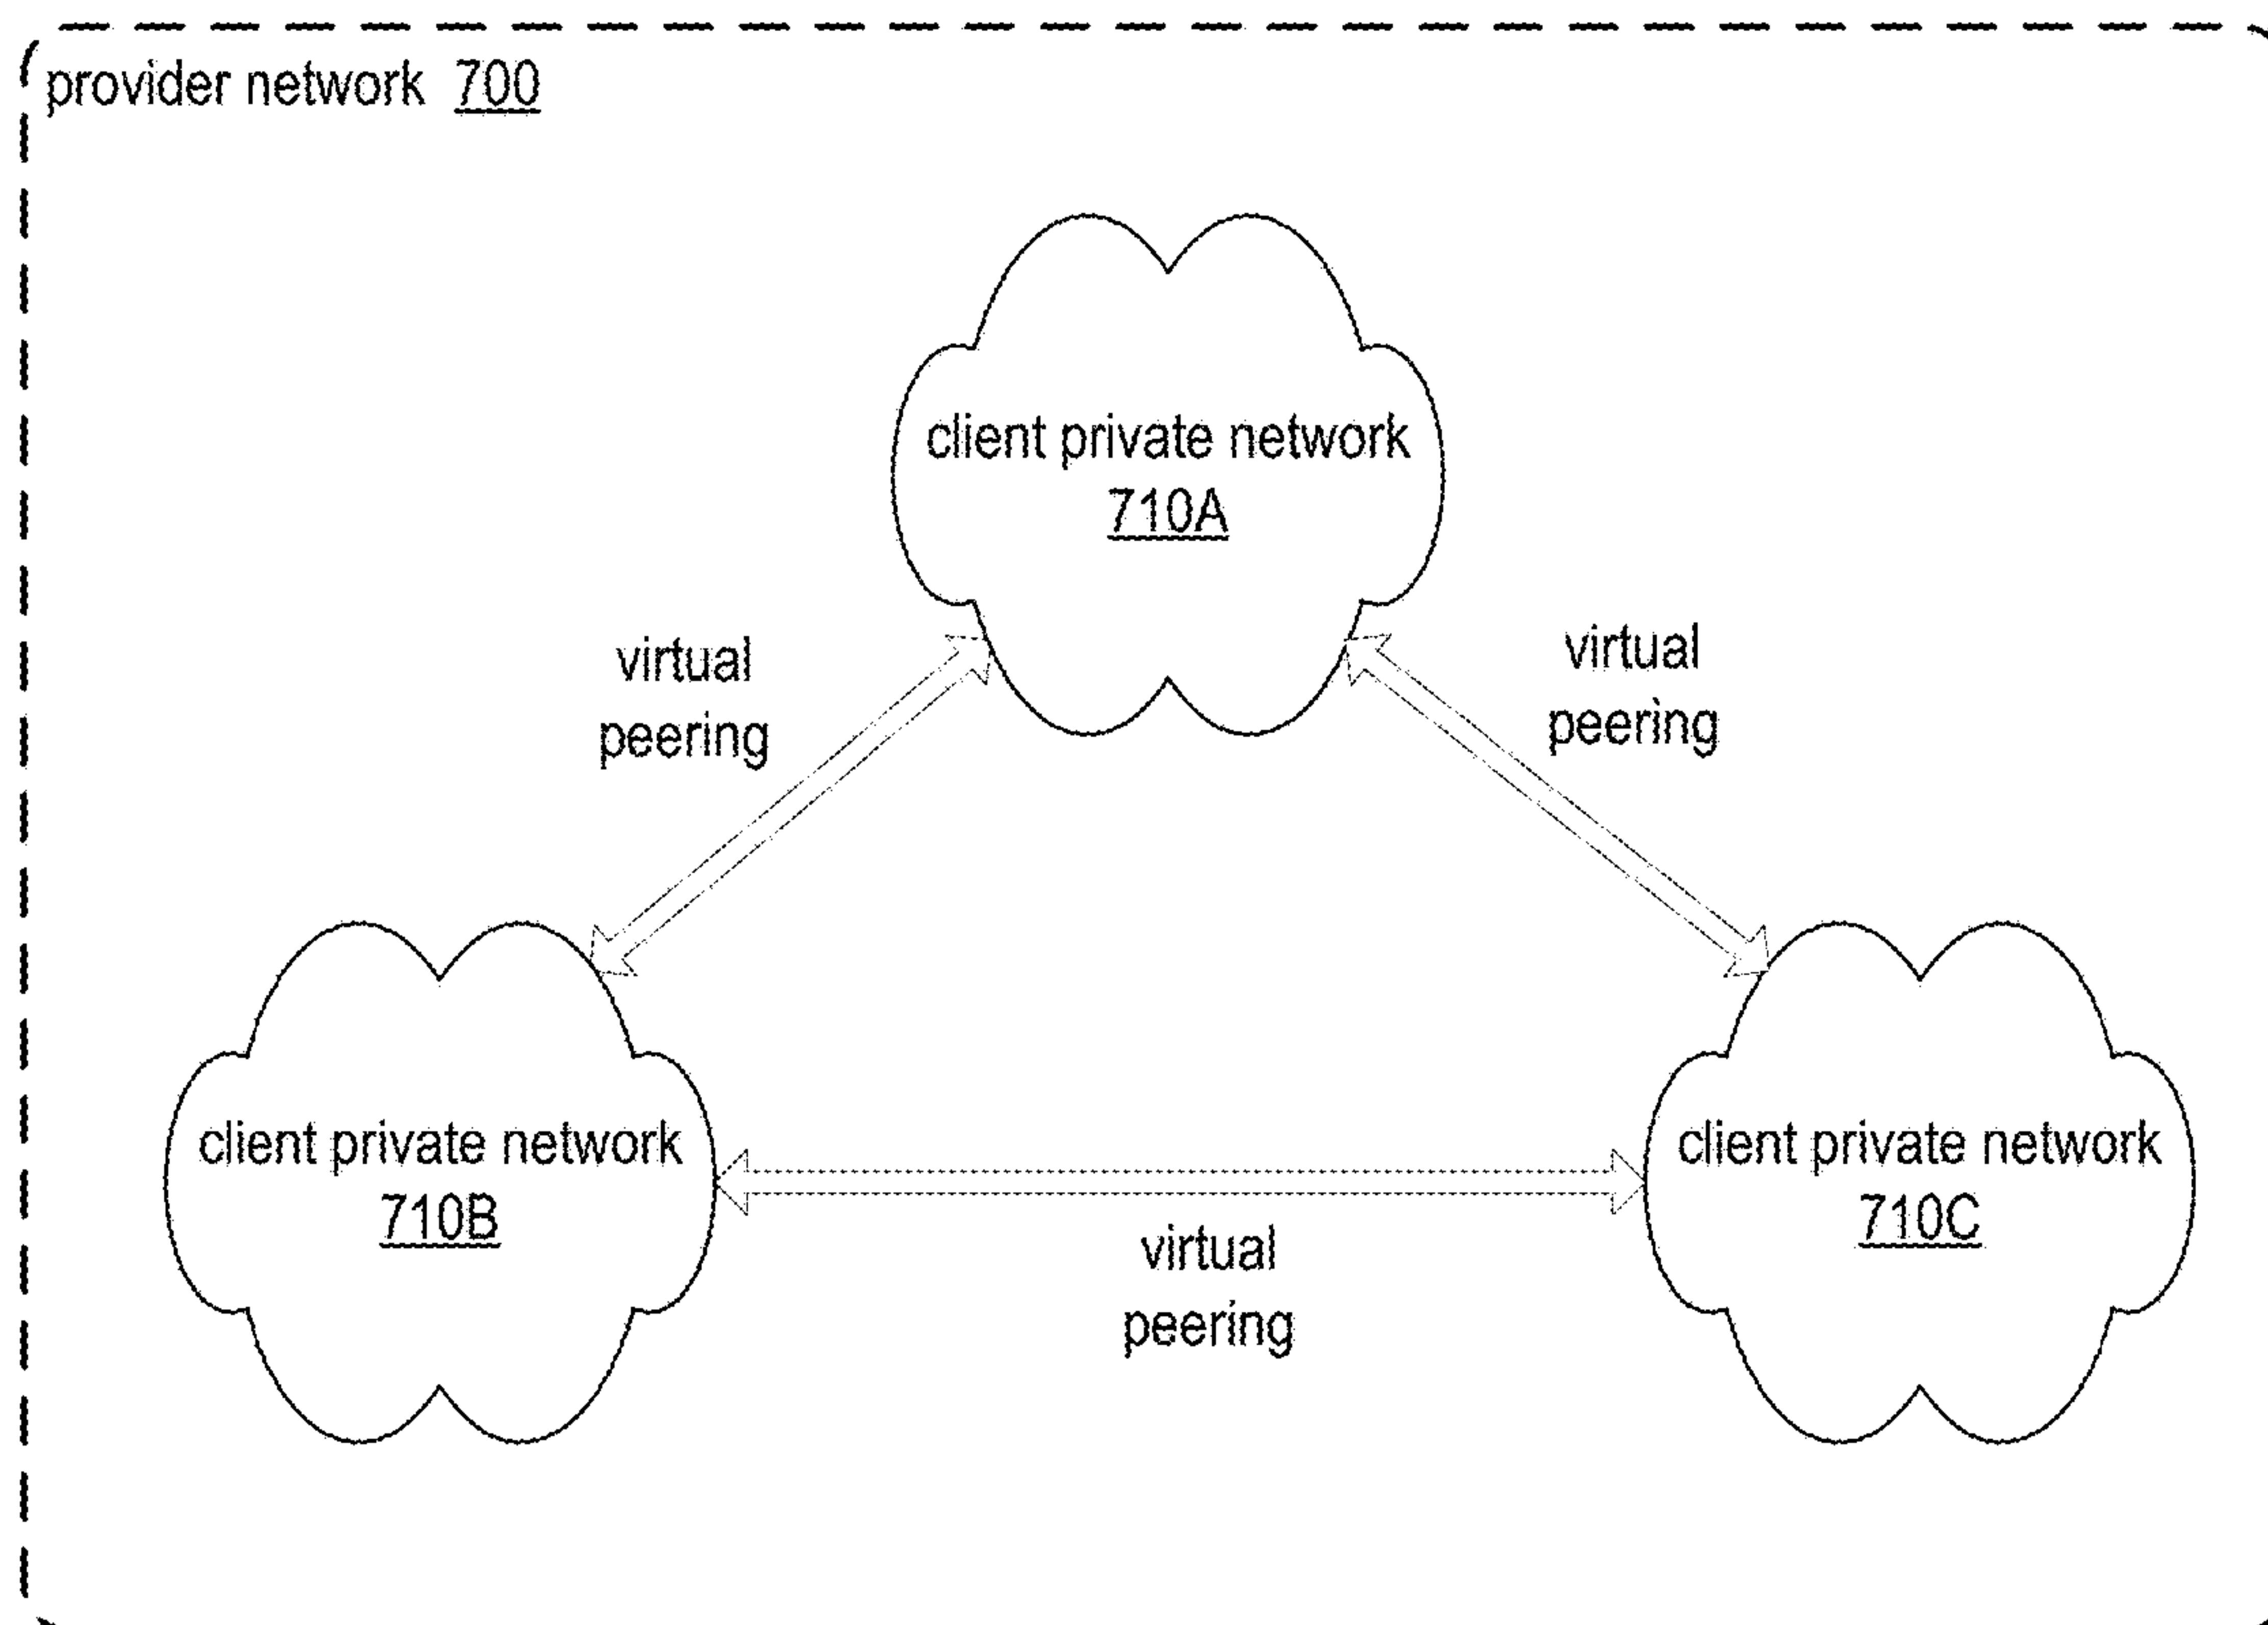 provider network 700
client private network
710A
virtual
peering
virtual
peering
client private network
710B
client private network
710C
virtual
peering